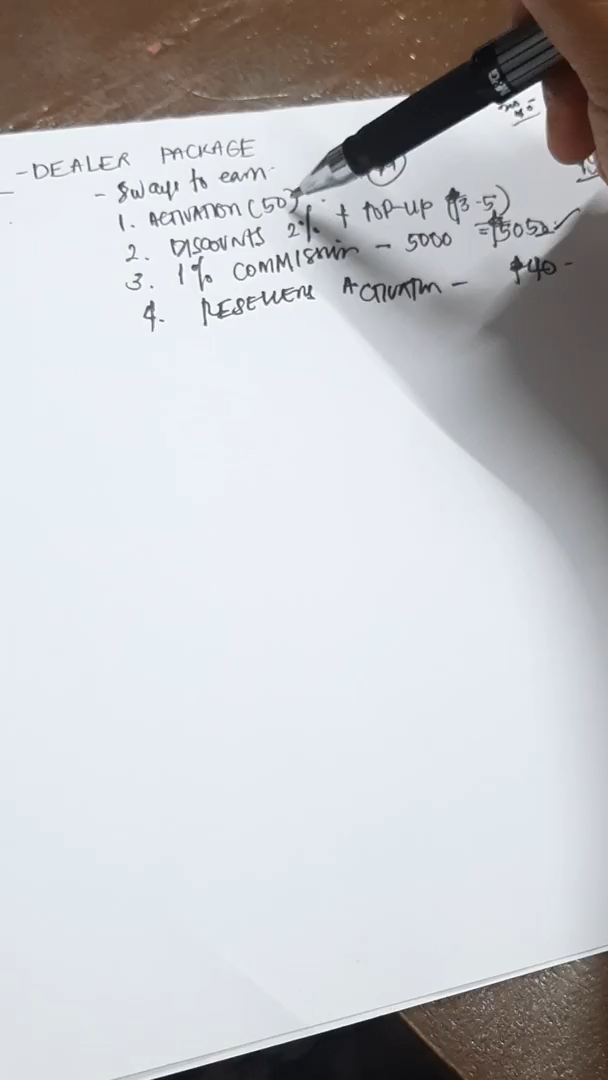 -DEALER PACKAGE
- 5 ways to earn.
1. ACTIVATION (50)
2. DISCOUNTS 2% + TOP-UP (₱3-5)
3. 1% COMMISSION - 5000 = ₱5050
4. RESELLERS ACTIVATION - ₱40-